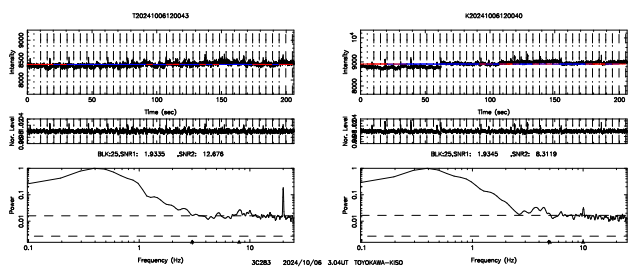 T20241006120043
K20241006120040
Intensity
8000 8500 9000
0 50 100 150 200
Time (sec)
Intensity
8000 9000 10⁴
0 50 100 150 200
Time (sec)
Nor. Level
Nor. Level
BLK:25,SNR1: 1.9335 ,SNR2: 12.676
BLK:25,SNR1: 1.9345 ,SNR2: 8.3119
Power
0.01 0.1 1
0.1 1 10
Frequency (Hz)
Power
0.01 0.1 1
0.1 1 10
Frequency (Hz)
3C283 2024/10/06 3.04UT TOYOKAWA-KISO